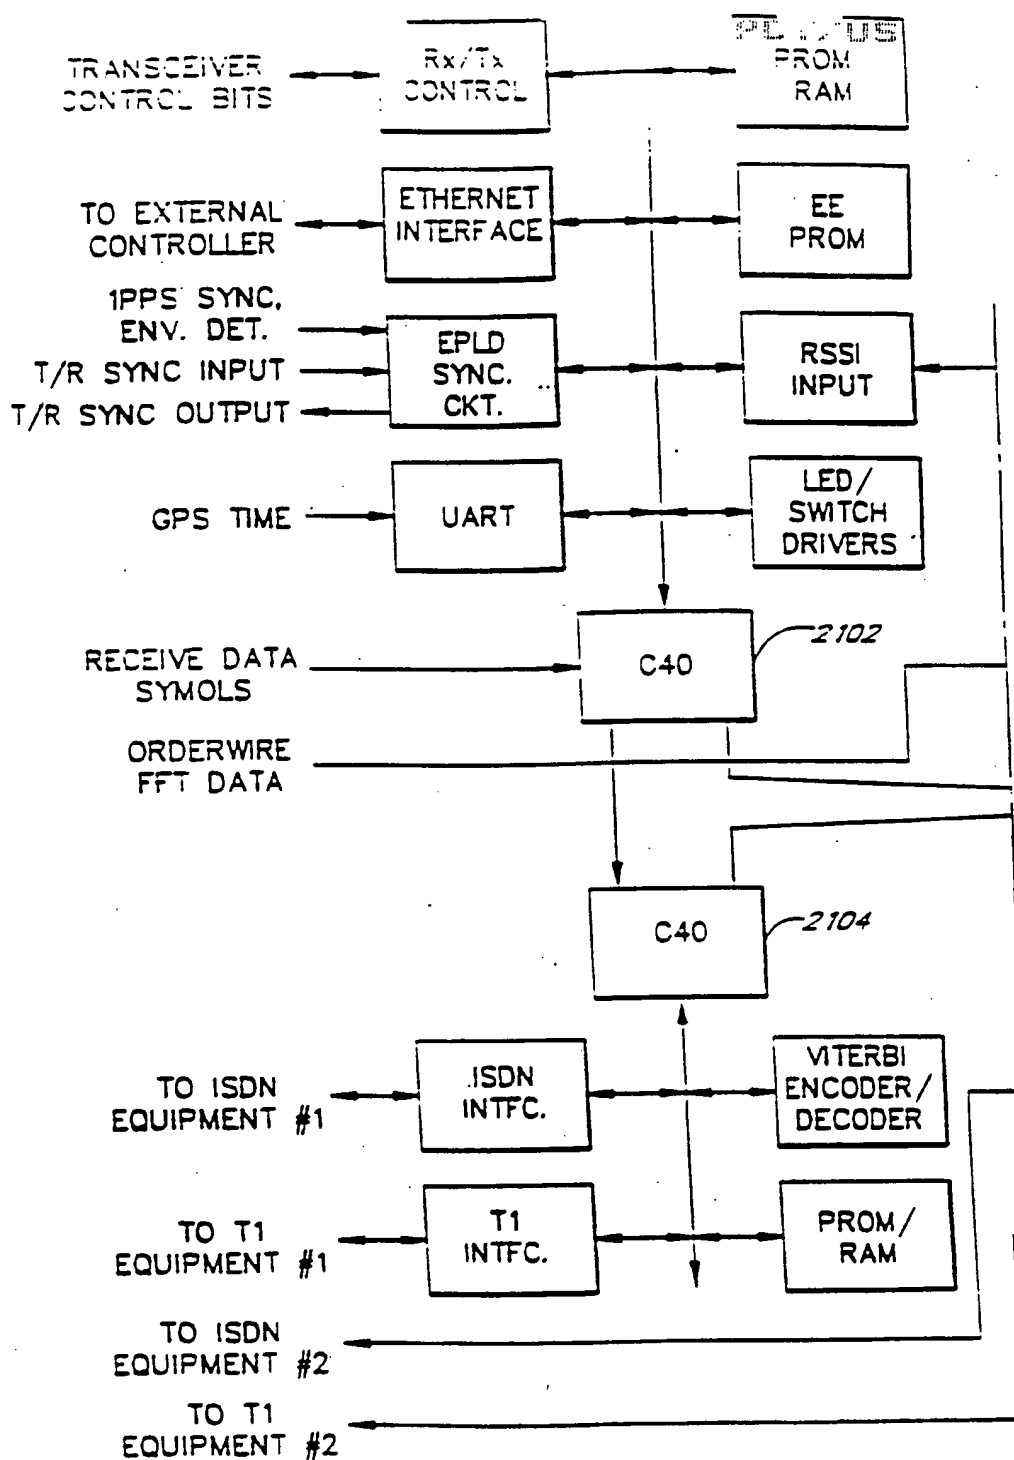 TRANSCEIVER
CONTROL BITS
Rx/Tx
CONTROL
PROM
RAM
TO EXTERNAL
CONTROLLER
ETHERNET
INTERFACE
EE
PROM
1PPS SYNC,
ENV. DET.
T/R SYNC INPUT
T/R SYNC OUTPUT
EPLD
SYNC.
CKT.
RSSI
INPUT
GPS TIME
UART
LED/
SWITCH
DRIVERS
RECEIVE DATA
SYMOLS
C40
2102
ORDERWIRE
FFT DATA
C40
2104
TO ISDN
EQUIPMENT #1
ISDN
INTFC.
VITERBI
ENCODER/
DECODER
TO T1
EQUIPMENT #1
T1
INTFC.
PROM/
RAM
TO ISDN
EQUIPMENT #2
TO T1
EQUIPMENT #2